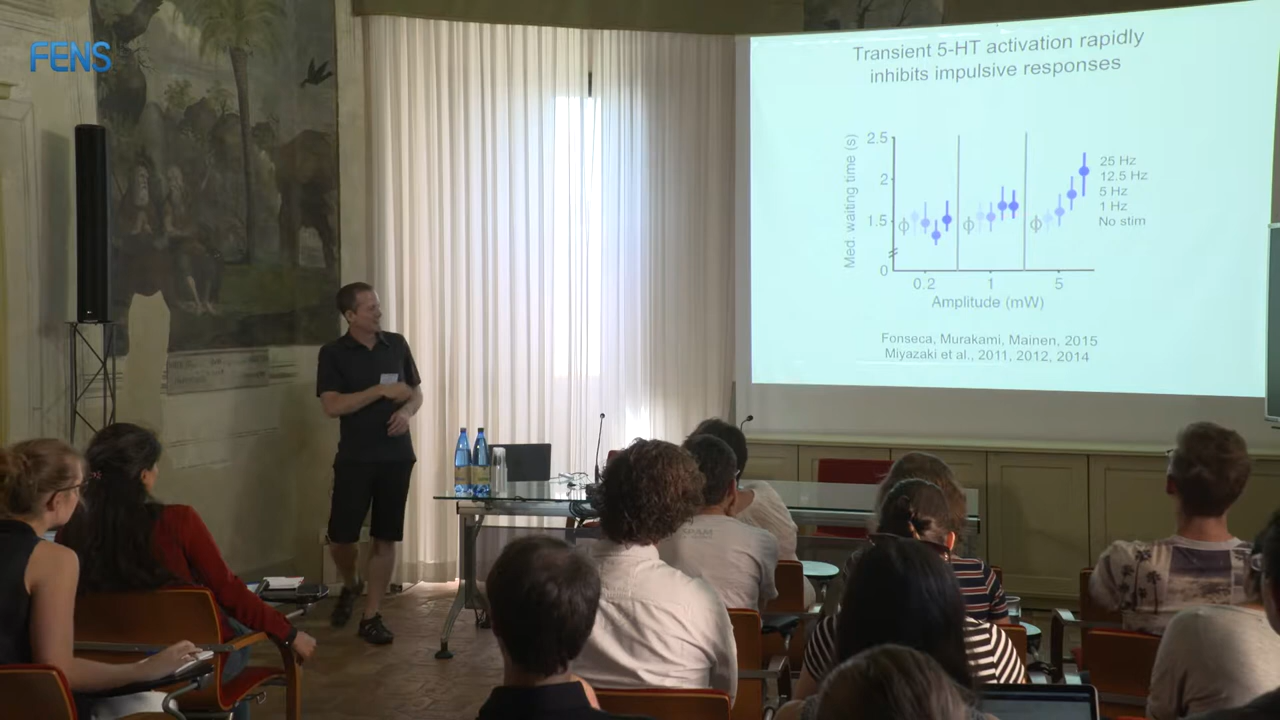 FENS
Transient 5-HT activation rapidly
inhibits impulsive responses
Med. waiting time (s)
2.5
2
1.5
0
ϕ ϕ ϕ
25 Hz
12.5 Hz
5 Hz
1 Hz
No stim
0.2 1 5
Amplitude (mW)
Fonseca, Murakami, Mainen, 2015
Miyazaki et al., 2011, 2012, 2014